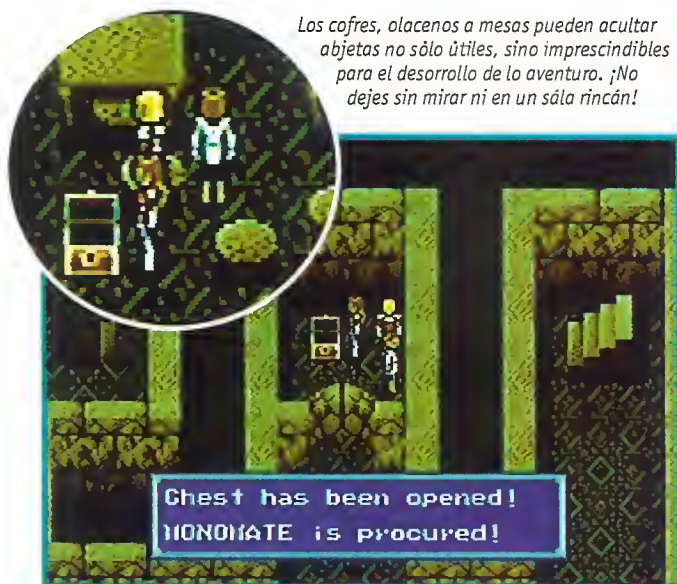 Los cofres, olacenos a mesas pueden acultar
abjetas no sólo útiles, sino imprescindibles
para el desorrollo de lo aventuro. ¡No
dejes sin mirar ni en un sála rincán!
Chest has been opened!
MONOMATE is procured!